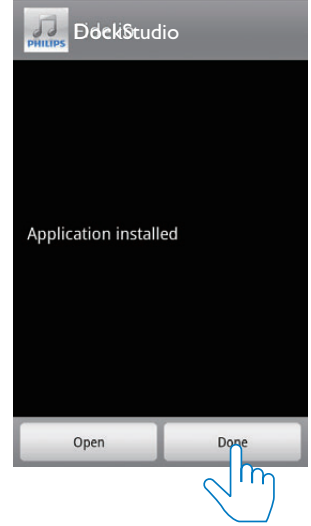 PHILIPS
DockStudio
Application installed
Open
Done